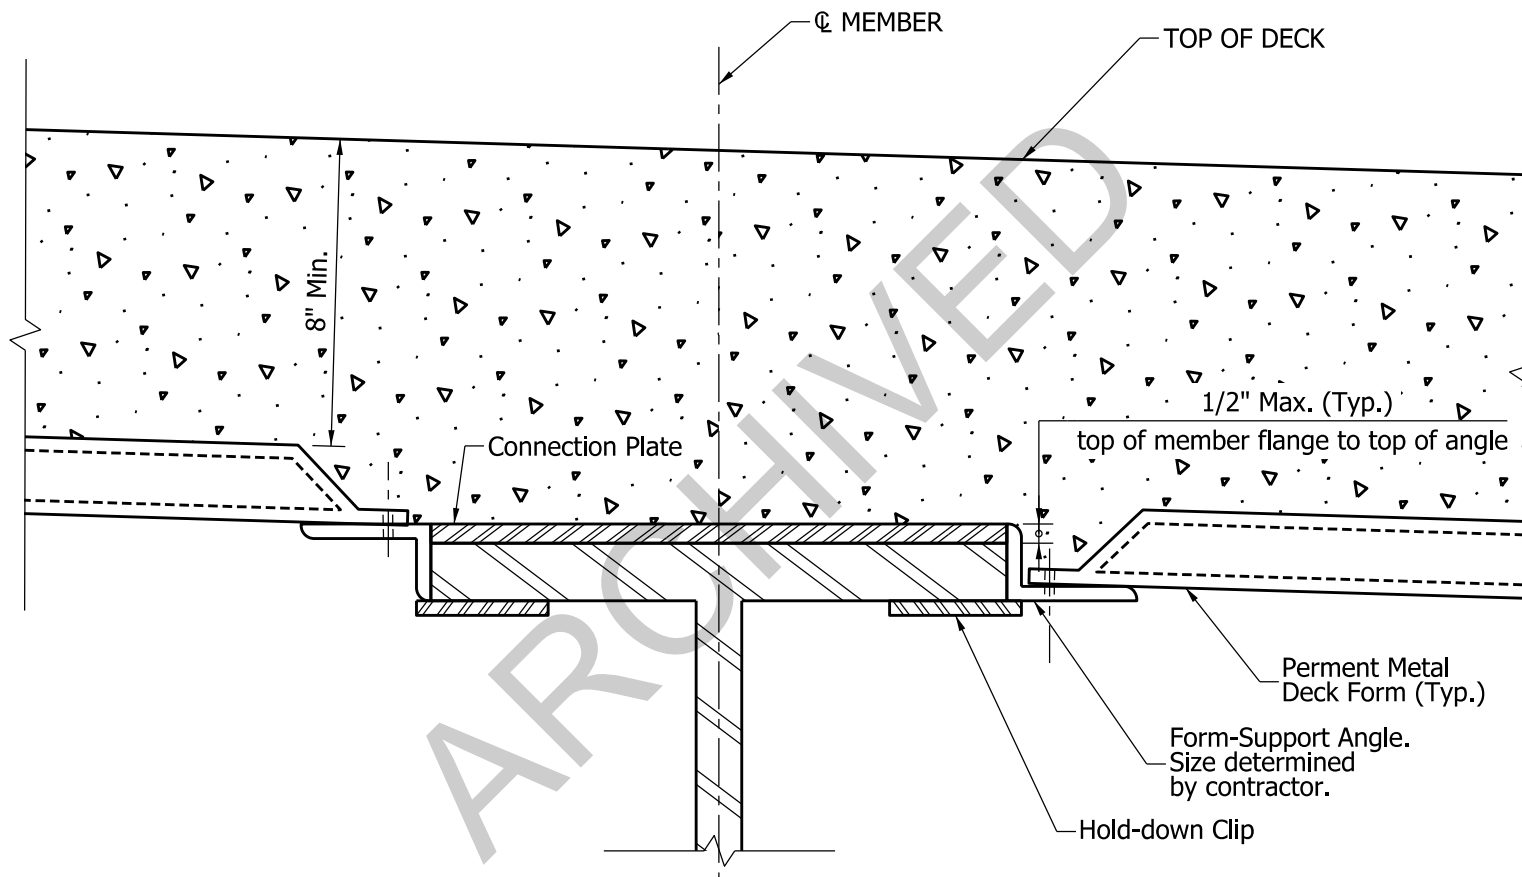 ℄ MEMBER
TOP OF DECK
8" Min.
1/2" Max. (Typ.)
top of member flange to top of angle
Connection Plate
Perment Metal
Deck Form (Typ.)
Form-Support Angle.
Size determined
by contractor.
Hold-down Clip
ARCHIVED